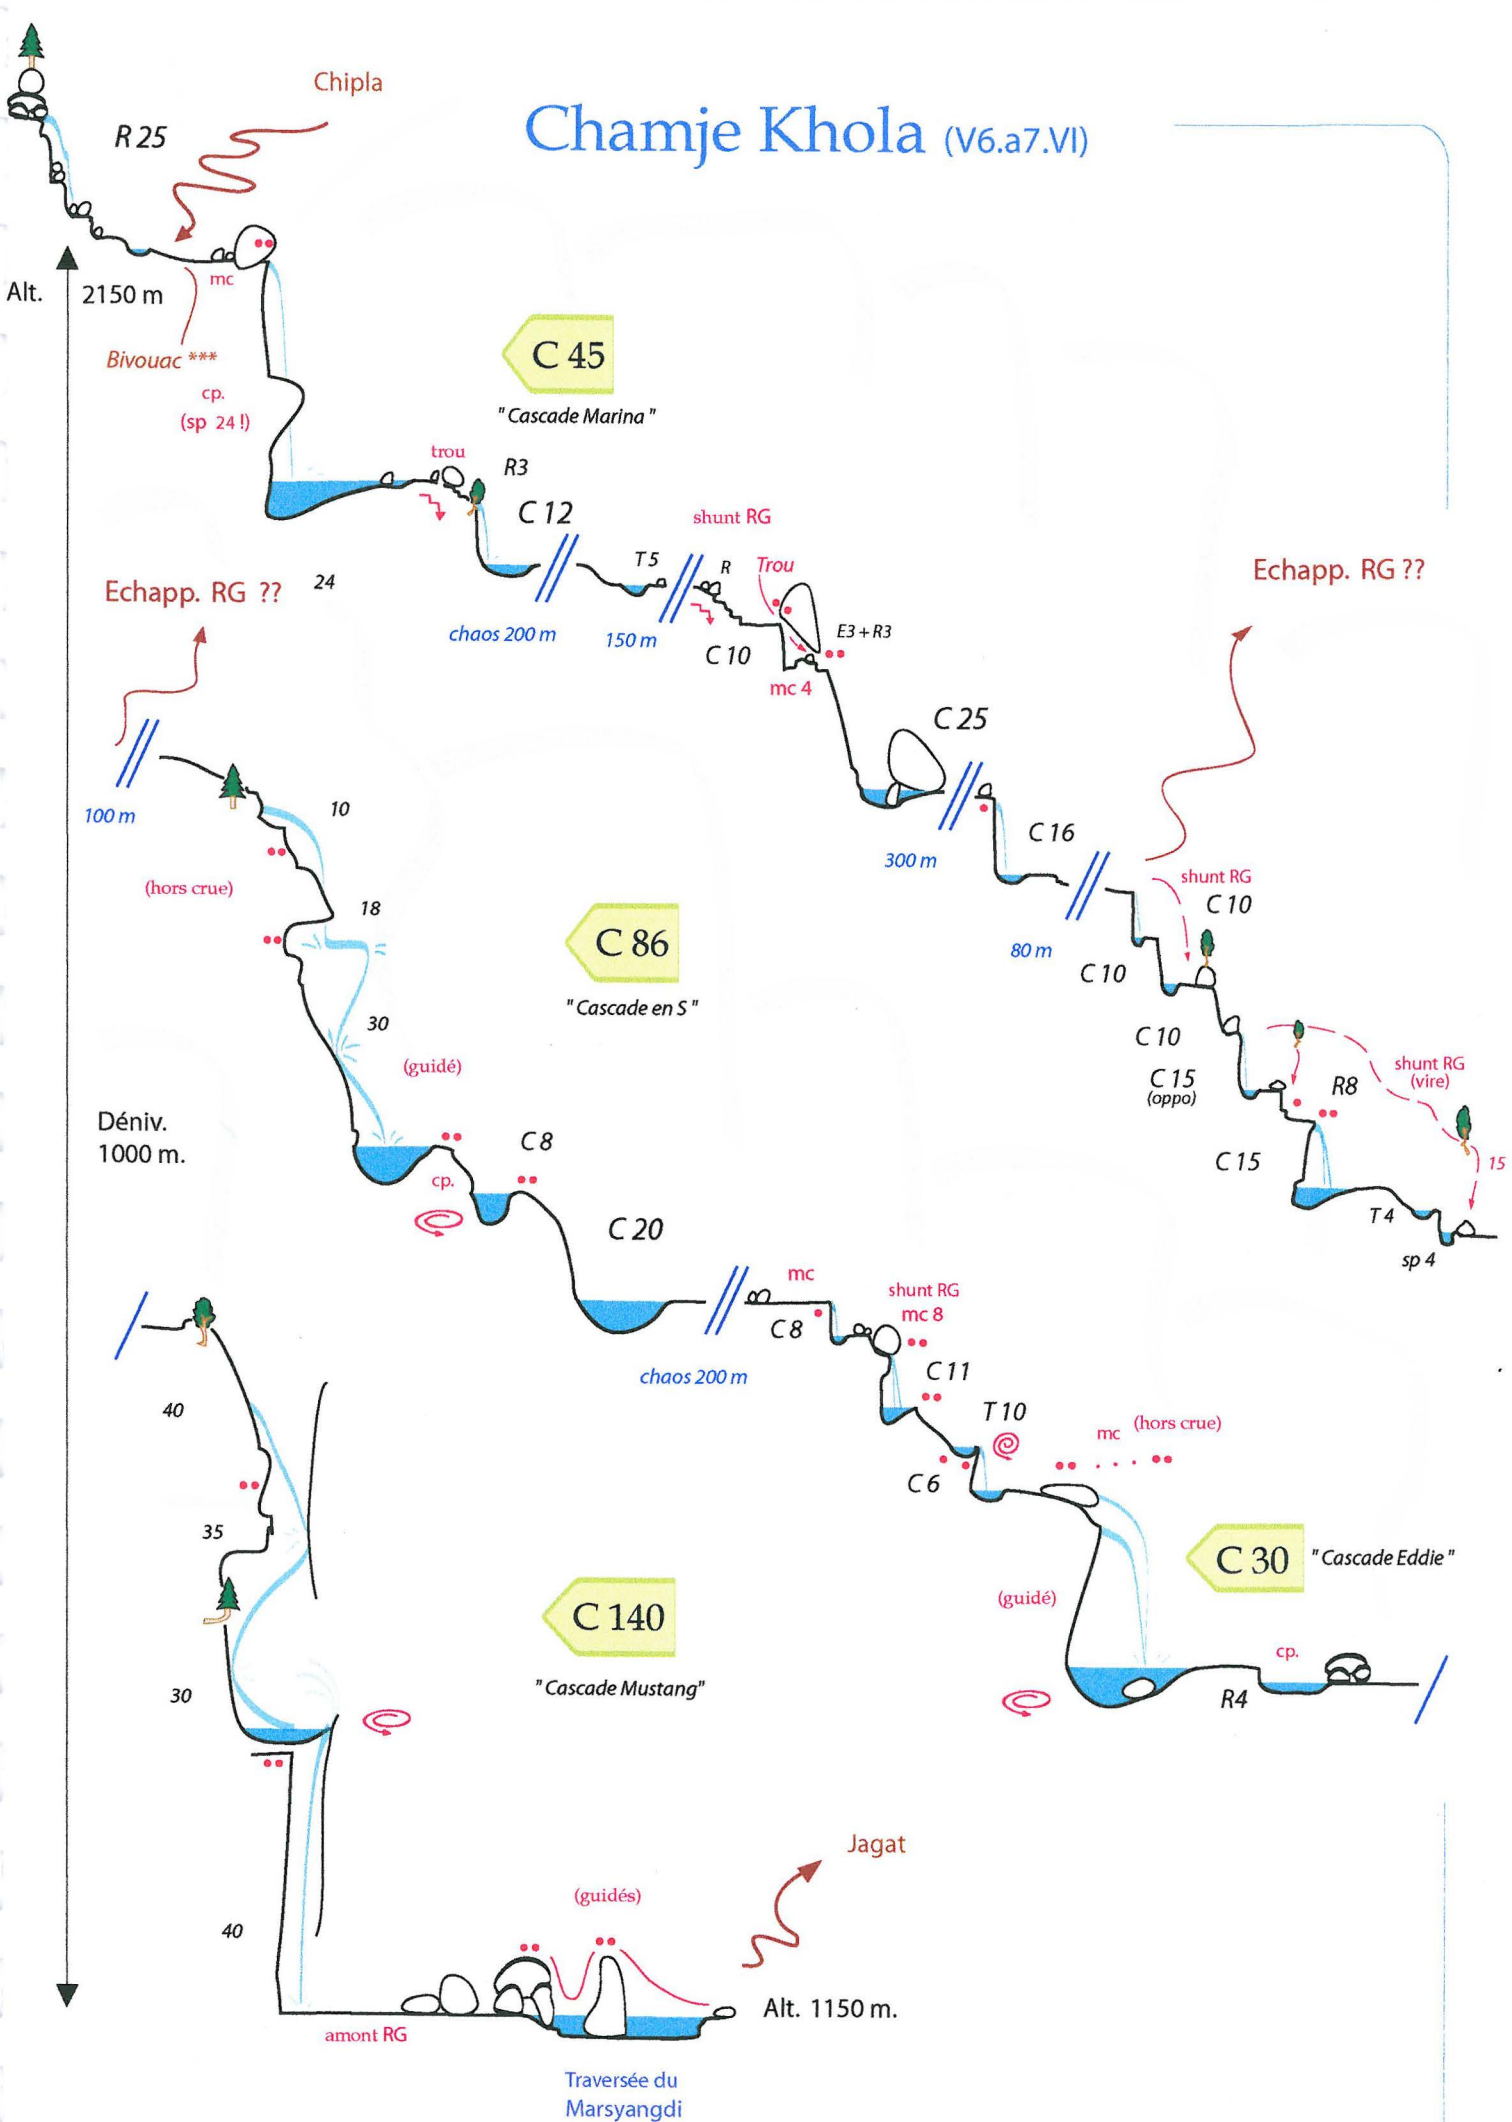 Chipla
Chamje Khola (V6.a7.VI)
R 25
mc
Alt.
2150 m
Bivouac ***
cp.
(sp 24 !)
C 45
" Cascade Marina "
trou
R3
C 12
shunt RG
T 5
R
Trou
E3 + R3
chaos 200 m
150 m
C 10
mc 4
Echapp. RG ??
24
Echapp. RG ??
C 25
300 m
C 16
80 m
shunt RG
C 10
C 10
C 10
C 15
(oppo)
shunt RG
(vire)
R8
15
C 15
T 4
sp 4
100 m
10
(hors crue)
18
C 86
" Cascade en S "
30
(guidé)
Déniv.
1000 m.
cp.
C 8
C 20
chaos 200 m
mc
C 8
shunt RG
mc 8
C 11
T 10
C 6
mc
(hors crue)
C 30
" Cascade Eddie "
(guidé)
cp.
R4
40
35
C 140
" Cascade Mustang"
30
40
Jagat
(guidés)
Alt. 1150 m.
amont RG
Traversée du
Marsyangdi